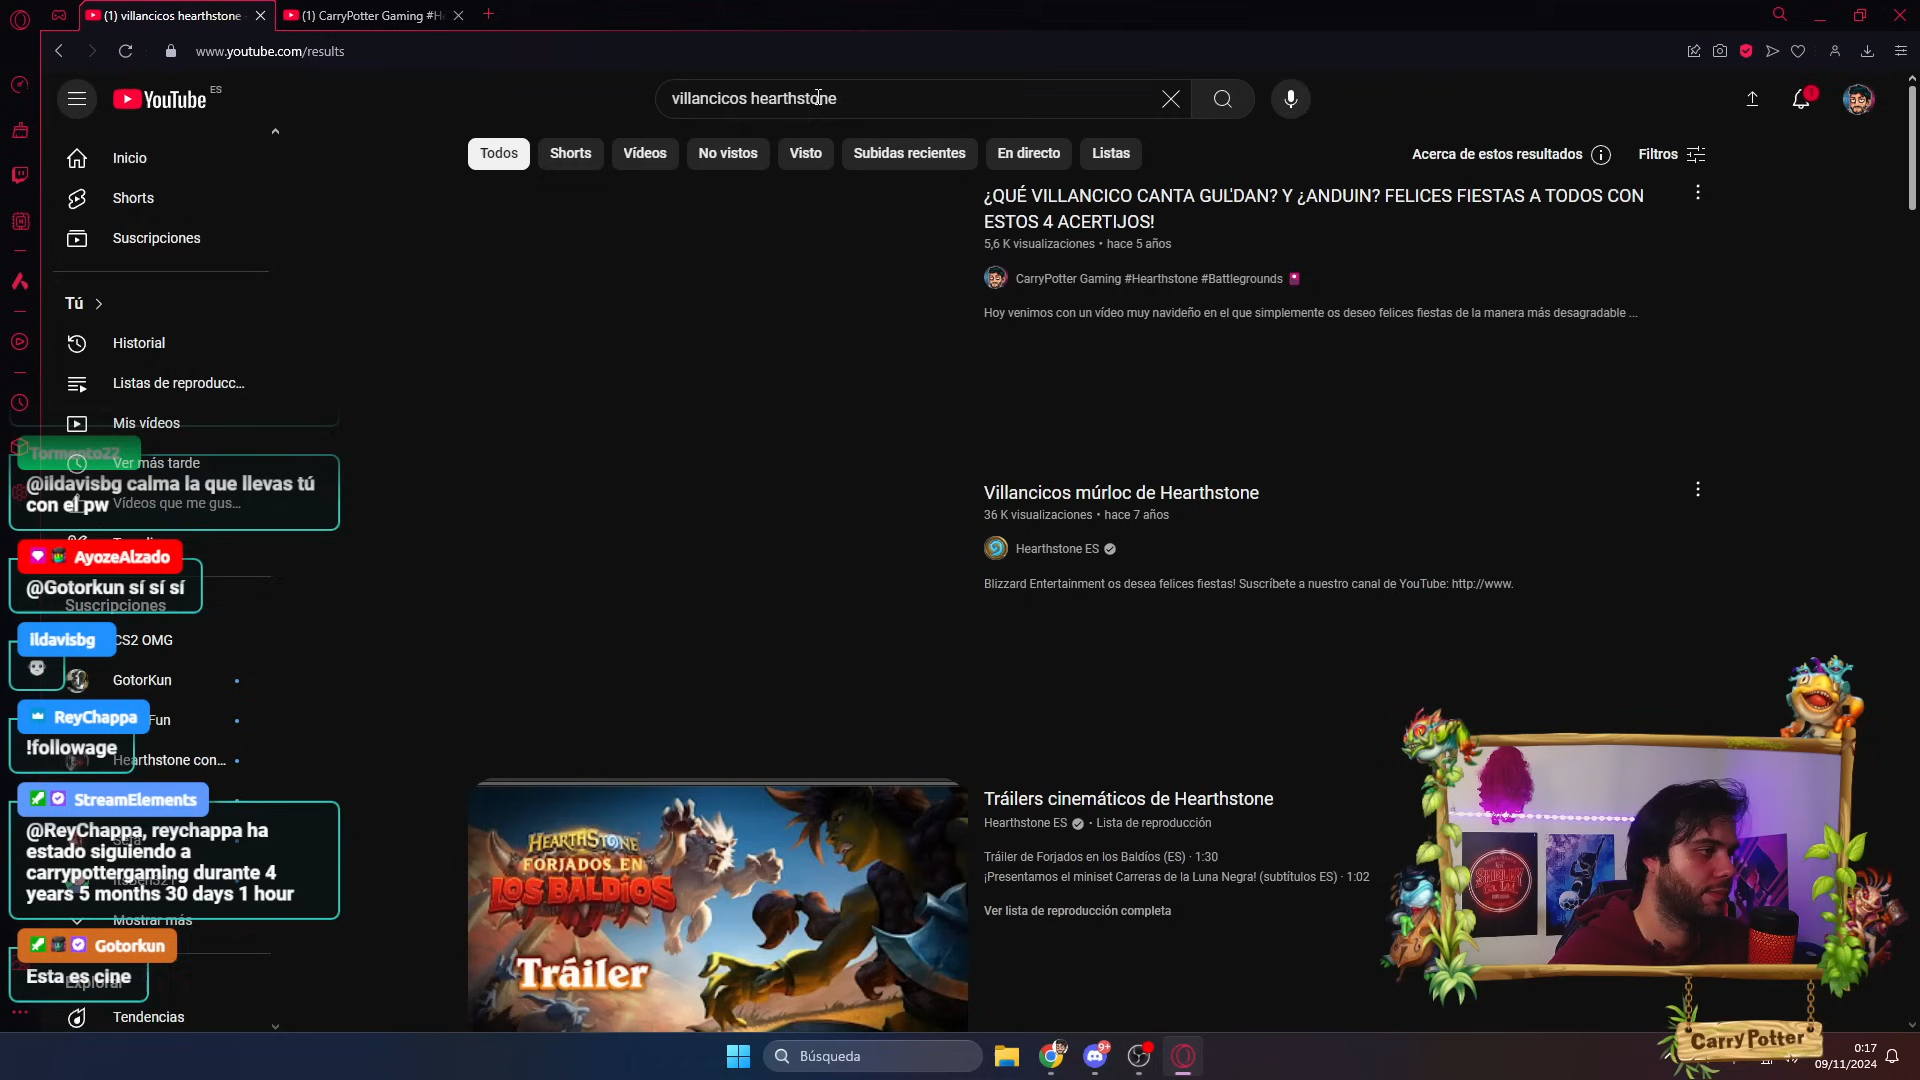 (1) villancicos hearthstone
(1) CarryPotter Gaming #H
www.youtube.com/results
YouTube ES
villancicos hearthstone
Todos
Shorts
Vídeos
No vistos
Visto
Subidas recientes
En directo
Listas
Acerca de estos resultados
Filtros
Inicio
Shorts
Suscripciones
Tú
Historial
Listas de reproducc...
Mis vídeos
Ver más tarde
Vídeos que me gus...
Suscripciones
CS2 OMG
GotorKun
Fun
Hearthstone con...
Mostrar más
Explorar
Tendencias
Tormento22
@ildavisbg calma la que llevas tú
con el pw
AyozeAlzado
@Gotorkun sí sí sí
ildavisbg
ReyChappa
!followage
StreamElements
@ReyChappa, reychappa ha
estado siguiendo a
carrypottergaming durante 4
years 5 months 30 days 1 hour
Gotorkun
Esta es cine
¿QUÉ VILLANCICO CANTA GUL'DAN? Y ¿ANDUIN? FELICES FIESTAS A TODOS CON
ESTOS 4 ACERTIJOS!
5,6 K visualizaciones • hace 5 años
CarryPotter Gaming #Hearthstone #Battlegrounds
Hoy venimos con un vídeo muy navideño en el que simplemente os deseo felices fiestas de la manera más desagradable ...
Villancicos múrloc de Hearthstone
36 K visualizaciones • hace 7 años
Hearthstone ES
Blizzard Entertainment os desea felices fiestas! Suscríbete a nuestro canal de YouTube: http://www.
HEARTHSTONE
FORJADOS EN
LOS BALDÍOS
Tráiler
Tráilers cinemáticos de Hearthstone
Hearthstone ES • Lista de reproducción
Tráiler de Forjados en los Baldíos (ES) · 1:30
¡Presentamos el miniset Carreras de la Luna Negra! (subtítulos ES) · 1:02
Ver lista de reproducción completa
CarryPotter
Búsqueda
9+
0:17
09/11/2024